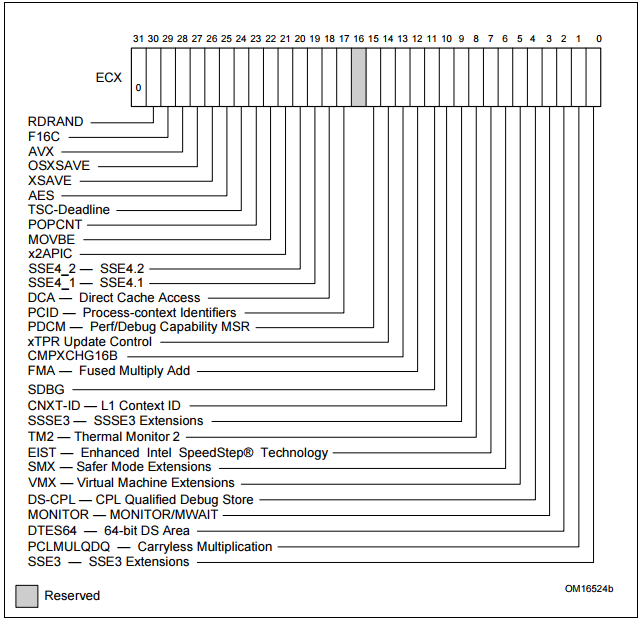 31 30 29 28 27 26 25 24 23 22 21 20 19 18 17 16 15 14 13 12 11 10 9 8 7 6 5 4 3 2 1 0
ECX
0
RDRAND
F16C
AVX
OSXSAVE
XSAVE
AES
TSC-Deadline
POPCNT
MOVBE
x2APIC
SSE4_2 — SSE4.2
SSE4_1 — SSE4.1
DCA — Direct Cache Access
PCID — Process-context Identifiers
PDCM — Perf/Debug Capability MSR
xTPR Update Control
CMPXCHG16B
FMA — Fused Multiply Add
SDBG
CNXT-ID — L1 Context ID
SSSE3 — SSSE3 Extensions
TM2 — Thermal Monitor 2
EIST — Enhanced Intel SpeedStep® Technology
SMX — Safer Mode Extensions
VMX — Virtual Machine Extensions
DS-CPL — CPL Qualified Debug Store
MONITOR — MONITOR/MWAIT
DTES64 — 64-bit DS Area
PCLMULQDQ — Carryless Multiplication
SSE3 — SSE3 Extensions
OM16524b
Reserved